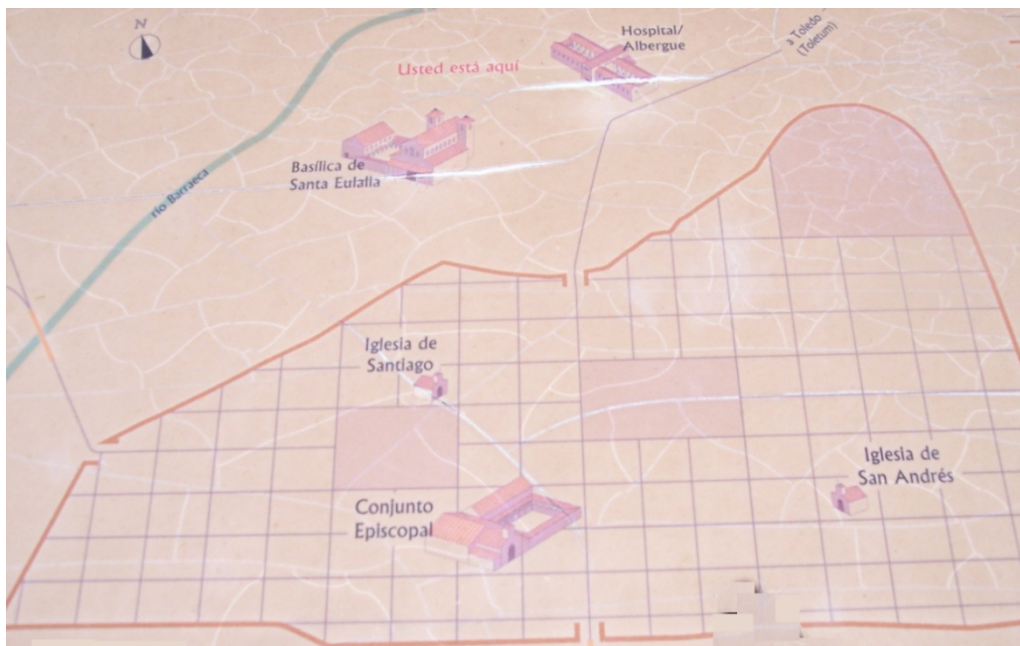 N
Hospital/
Albergue
a Toledo
(Toletum)
Usted está aquí
Basílica de
Santa Eulalia
río Barraeca
Iglesia de
Santiago
Iglesia de
San Andrés
Conjunto
Episcopal